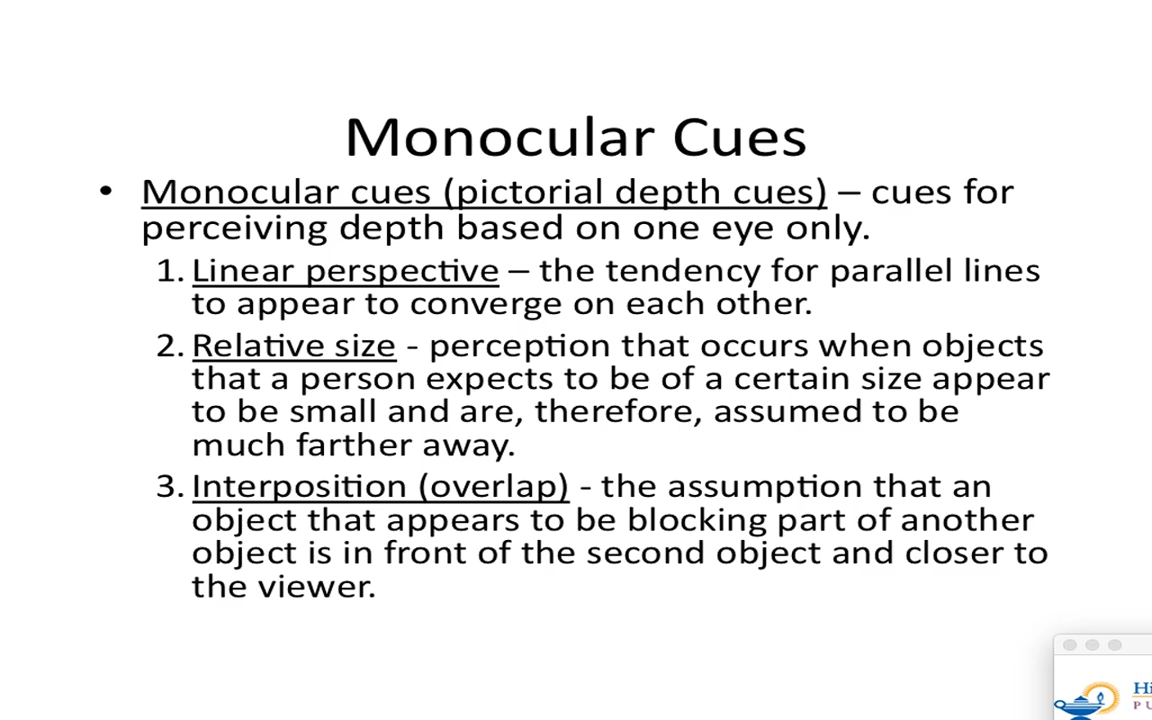 Monocular Cues
• Monocular cues (pictorial depth cues) – cues for
perceiving depth based on one eye only.
1. Linear perspective – the tendency for parallel lines
to appear to converge on each other.
2. Relative size - perception that occurs when objects
that a person expects to be of a certain size appear
to be small and are, therefore, assumed to be
much farther away.
3. Interposition (overlap) - the assumption that an
object that appears to be blocking part of another
object is in front of the second object and closer to
the viewer.